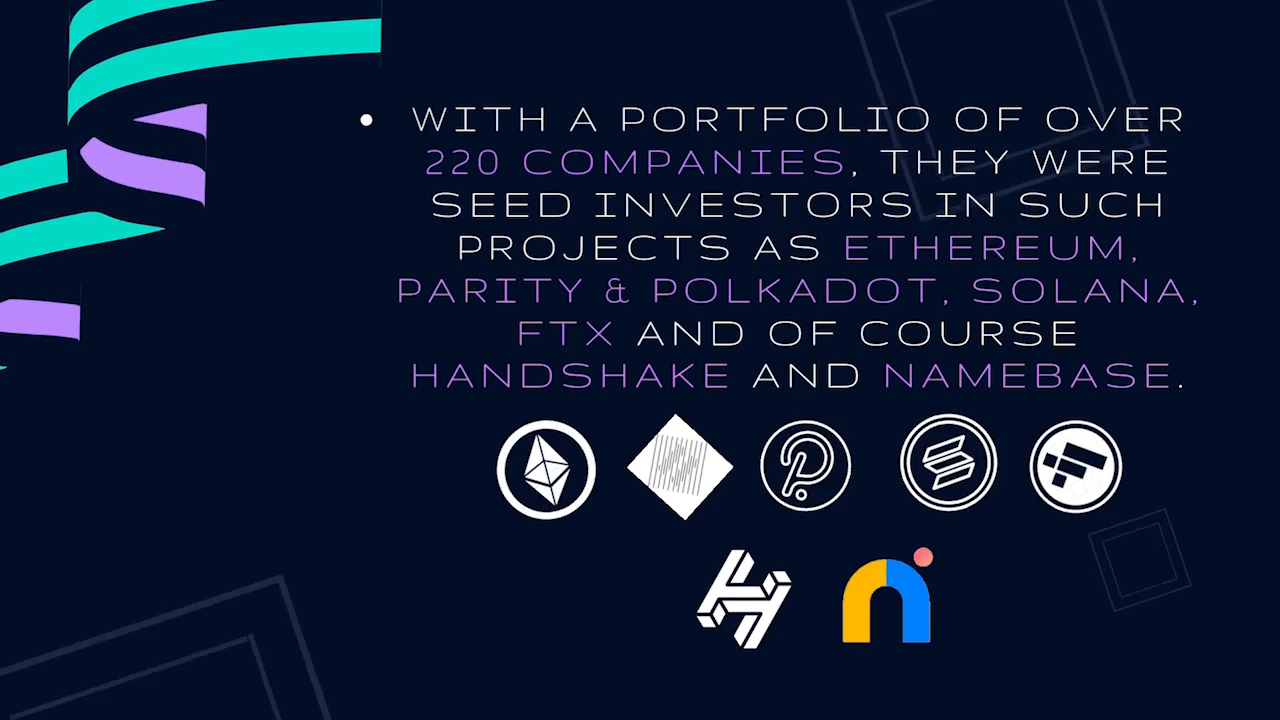 • WITH A PORTFOLIO OF OVER
220 COMPANIES, THEY WERE
SEED INVESTORS IN SUCH
PROJECTS AS ETHEREUM,
PARITY & POLKADOT, SOLANA,
FTX AND OF COURSE
HANDSHAKE AND NAMEBASE.